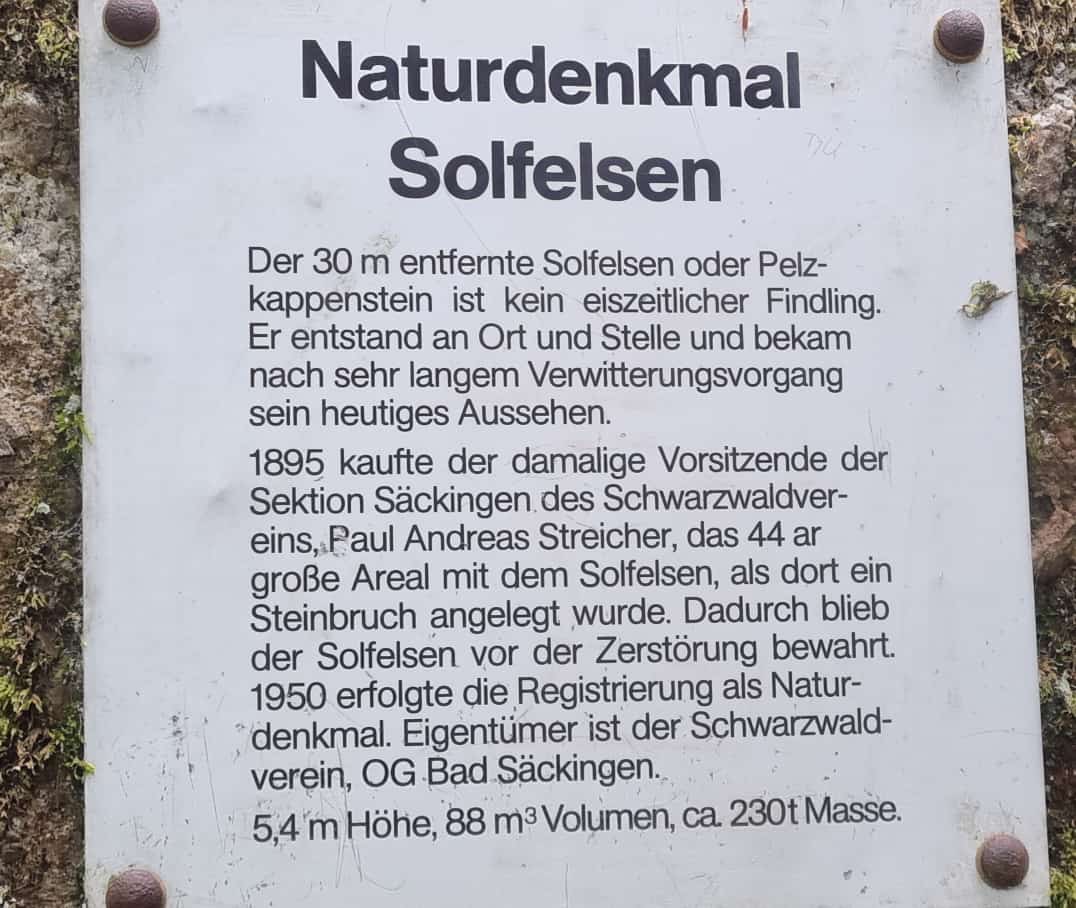 Naturdenkmal
Solfelsen
Der 30 m entfernte Solfelsen oder Pelz-
kappenstein ist kein eiszeitlicher Findling.
Er entstand an Ort und Stelle und bekam
nach sehr langem Verwitterungsvorgang
sein heutiges Aussehen.
1895 kaufte der damalige Vorsitzende der
Sektion Säckingen des Schwarzwaldver-
eins, Paul Andreas Streicher, das 44 ar
große Areal mit dem Solfelsen, als dort ein
Steinbruch angelegt wurde. Dadurch blieb
der Solfelsen vor der Zerstörung bewahrt.
1950 erfolgte die Registrierung als Natur-
denkmal. Eigentümer ist der Schwarzwald-
verein, OG Bad Säckingen.
5,4 m Höhe, 88 m³ Volumen, ca. 230t Masse.